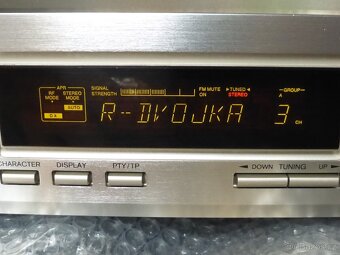 APR
SIGNAL
STRENGTH
FM MUTE
ON
TUNED
STEREO
GROUP
A
RF
MODE
STEREO
MODE
DX
AUTO
R-DVOJKA 3
CH
CHARACTER
DISPLAY
PTY/TP
DOWN TUNING UP